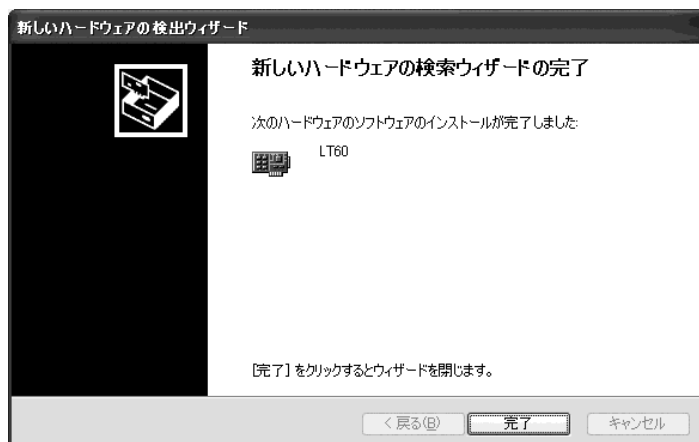 新しいハードウェアの検出ウィザード
新しいハードウェアの検索ウィザードの完了
次のハードウェアのソフトウェアのインストールが完了しました:
LT60
[完了] をクリックするとウィザードを閉じます。
< 戻る(B) 完了 キャンセル